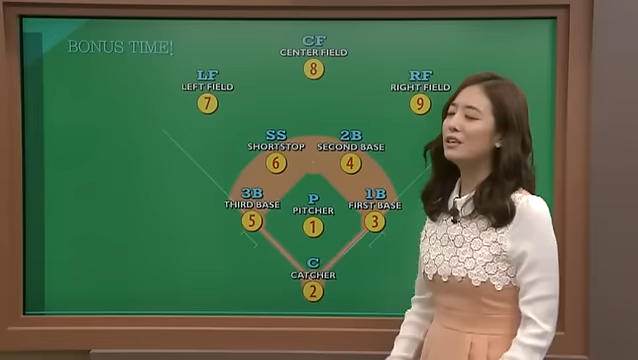 BONUS TIME!
CF
CENTER FIELD
8
LF
LEFT FIELD
7
RF
RIGHT FIELD
9
SS
SHORTSTOP
6
2B
SECOND BASE
4
3B
THIRD BASE
5
P
PITCHER
1
1B
FIRST BASE
3
C
CATCHER
2